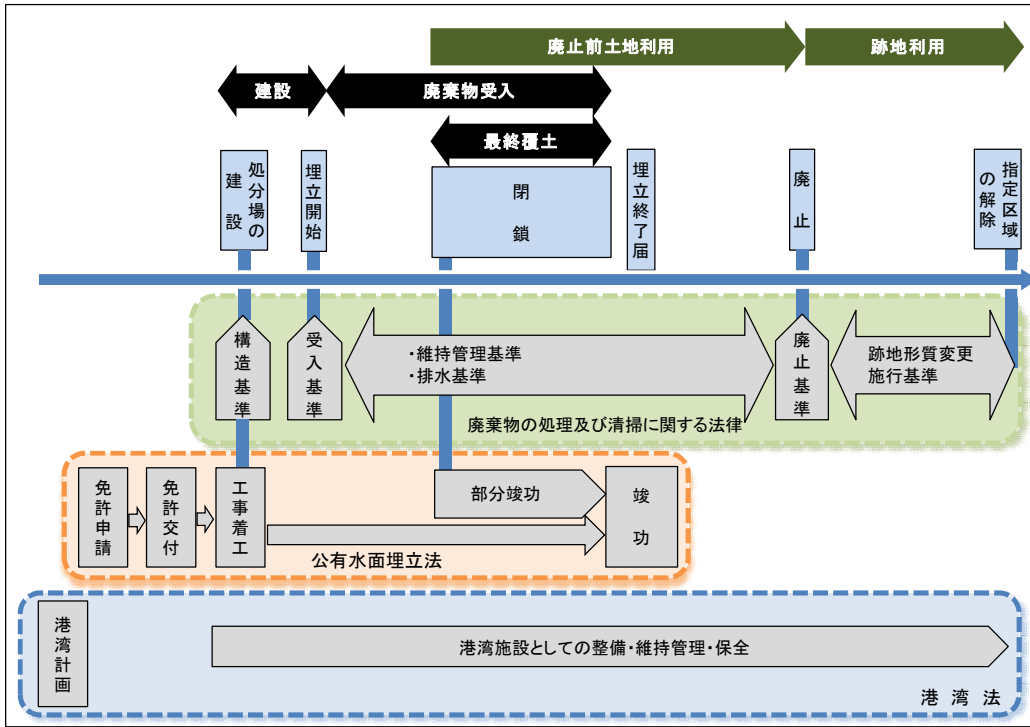 廃止前土地利用
跡地利用
建設
廃棄物受入
最終覆土
処分場の
建設
埋立開始
閉鎖
埋立終了届
廃止
指定区域
の解除
構造基準
受入基準
・維持管理基準
・排水基準
廃止基準
跡地形質変更
施行基準
廃棄物の処理及び清掃に関する法律
免許申請
免許交付
工事着工
部分竣功
竣功
公有水面埋立法
港湾計画
港湾施設としての整備・維持管理・保全
港湾法